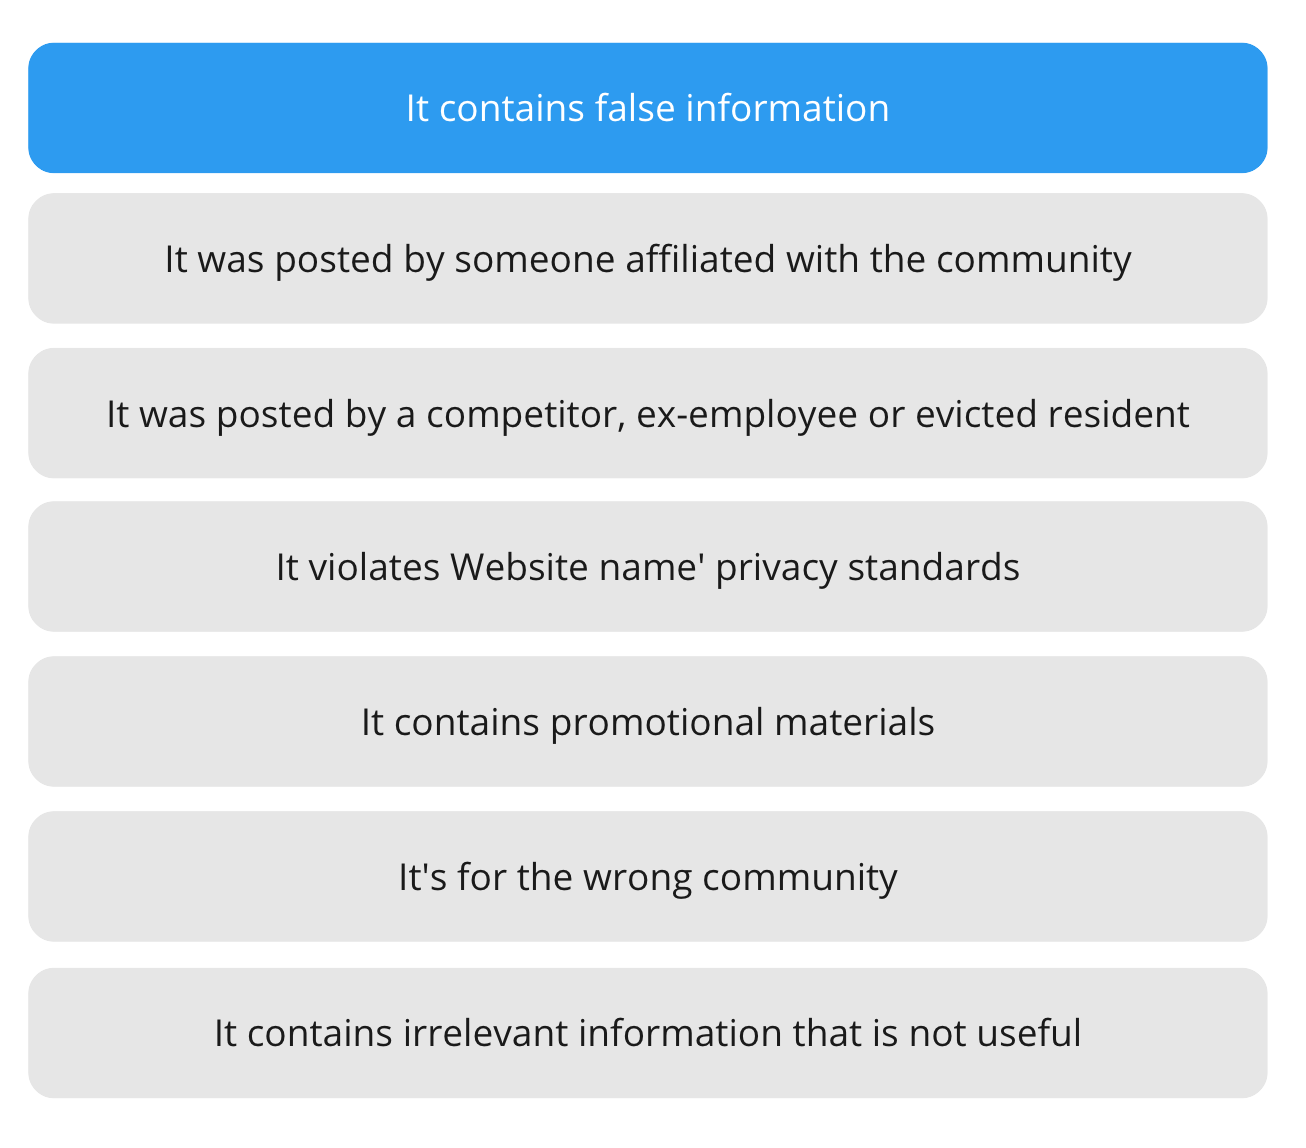 It contains false information
It was posted by someone affiliated with the community
It was posted by a competitor, ex-employee or evicted resident
It violates Website name' privacy standards
It contains promotional materials
It's for the wrong community
It contains irrelevant information that is not useful